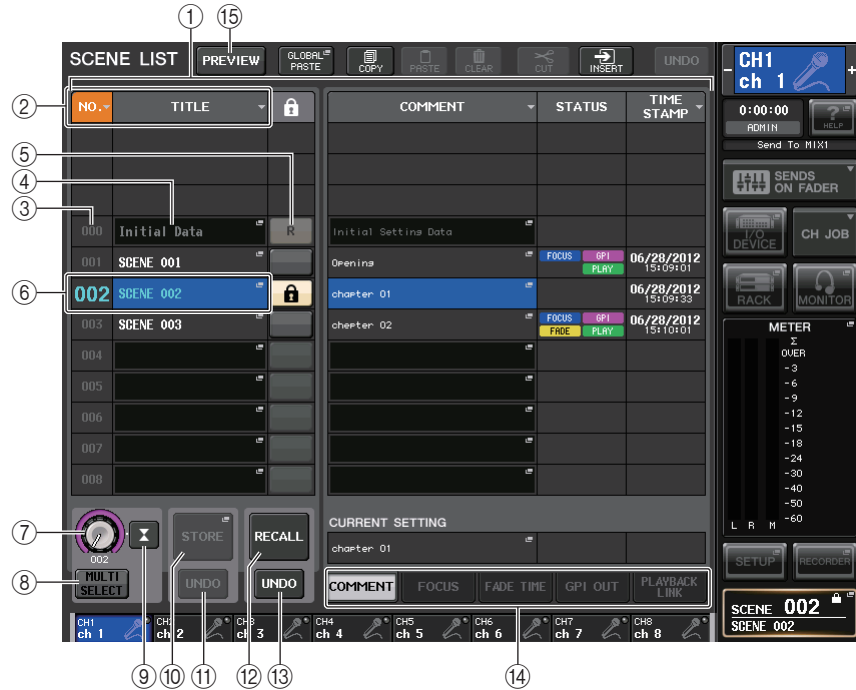 ① ⑮
SCENE LIST PREVIEW GLOBAL PASTE COPY PASTE CLEAR CUT INSERT UNDO
- CH1 +
ch 1
② NO. TITLE COMMENT STATUS TIME STAMP
0:00:00
ADMIN
? HELP
Send To MIX1
⑤
④
③
SENDS ON FADER
000 Initial Data R Initial Setting Data
I/O DEVICE CH JOB
001 SCENE 001 Opening FOCUS GPI PLAY 06/28/2012 15:09:01
⑥ 002 SCENE 002 chapter 01 06/28/2012 15:09:33
RACK MONITOR
003 SCENE 003 chepter 02 FOCUS GPI FADE PLAY 06/28/2012 15:10:01
METER
004
005
006
007
008
Σ
OVER
-3
-6
-9
-12
-15
-18
-24
-30
-40
-50
-60
L R M
⑦ 002
STORE RECALL
CURRENT SETTING
chapter 01
⑧ MULTI SELECT UNDO UNDO
COMMENT FOCUS FADE TIME GPI OUT PLAYBACK LINK
SETUP RECORDER
SCENE 002
SCENE 002
CH1 CH2 CH3 CH4 CH5 CH6 CH7 CH8
ch 1 ch 2 ch 3 ch 4 ch 5 ch 6 ch 7 ch 8
⑨ ⑩ ⑪ ⑫ ⑬ ⑭